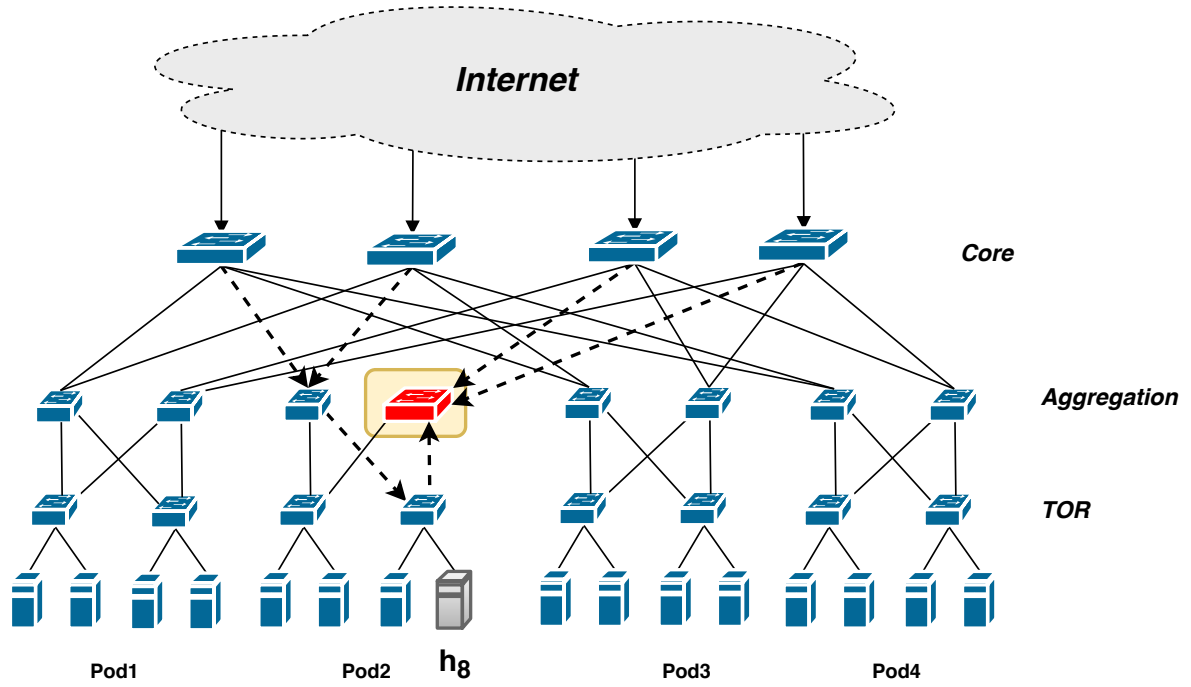 Internet
Core
Aggregation
TOR
Pod1
Pod2
h8
Pod3
Pod4